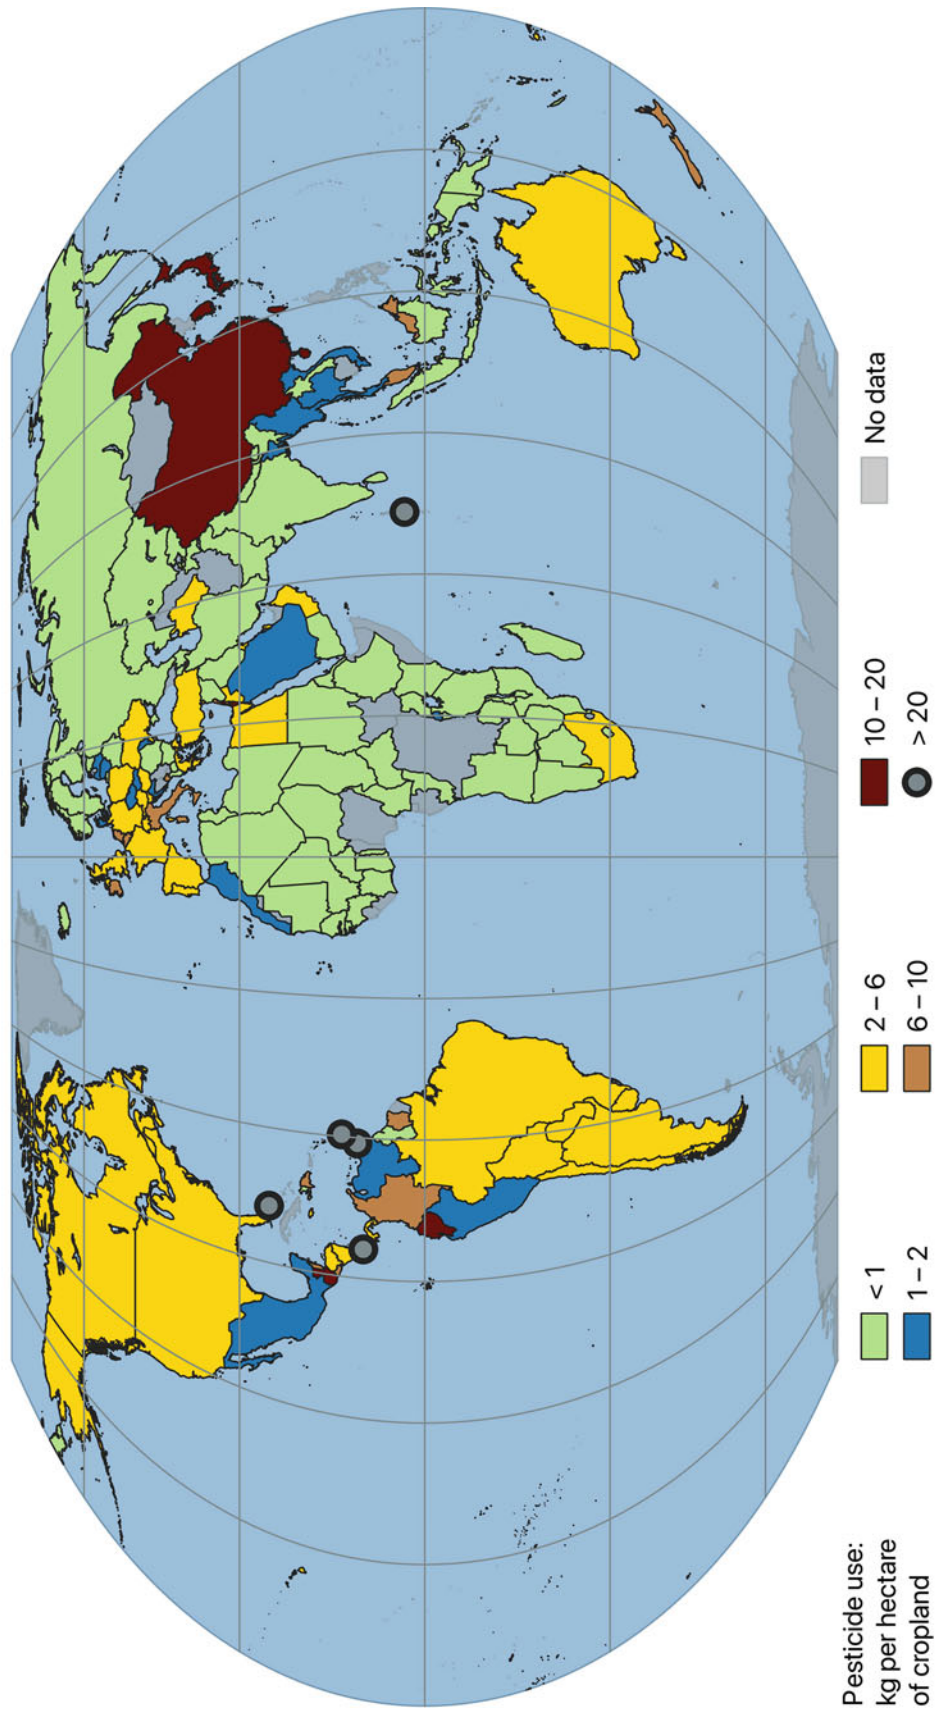 Pesticide use:
kg per hectare
of cropland
< 1
1 – 2
2 – 6
6 – 10
10 – 20
> 20
No data